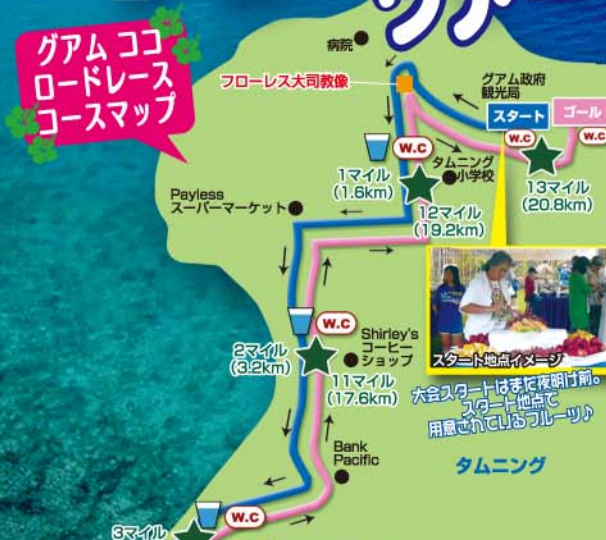 グアム ココ
ロードレース
コースマップ
病院
フローレス大司教像
グアム政府
観光局
スタート
ゴール
W.C
W.C
W.C
1マイル
(1.6km)
タムニング
小学校
12マイル
(19.2km)
13マイル
(20.8km)
Payless
スーパーマーケット
W.C
2マイル
(3.2km)
Shirley's
コーヒー
ショップ
11マイル
(17.6km)
スタート地点イメージ
大会スタートはまだ夜明け前。
スタート地点で
用意されているフルーツ♪
Bank
Pacific
タムニング
W.C
3マイル